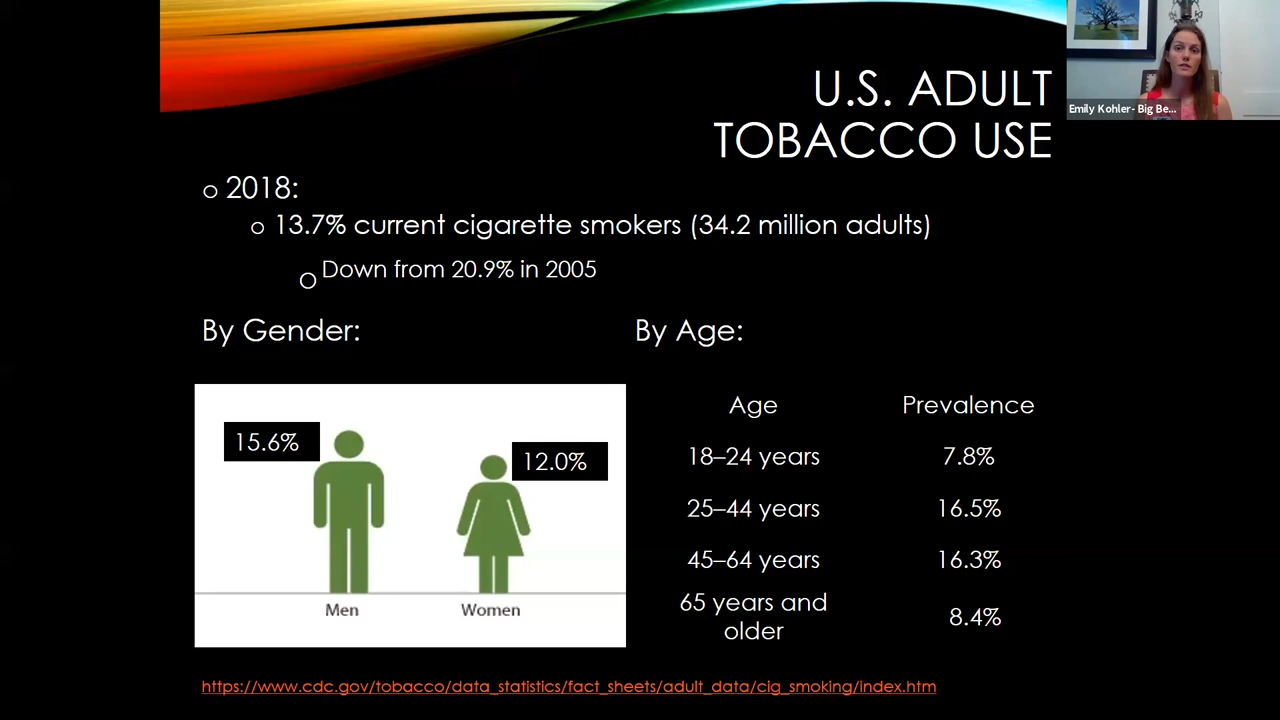 U.S. ADULT
TOBACCO USE
Emily Kohler- Big Be...
2018:
13.7% current cigarette smokers (34.2 million adults)
Down from 20.9% in 2005
By Gender:
By Age:
15.6%
12.0%
Men
Women
Age Prevalence
18–24 years 7.8%
25–44 years 16.5%
45–64 years 16.3%
65 years and
older
8.4%
https://www.cdc.gov/tobacco/data_statistics/fact_sheets/adult_data/cig_smoking/index.htm